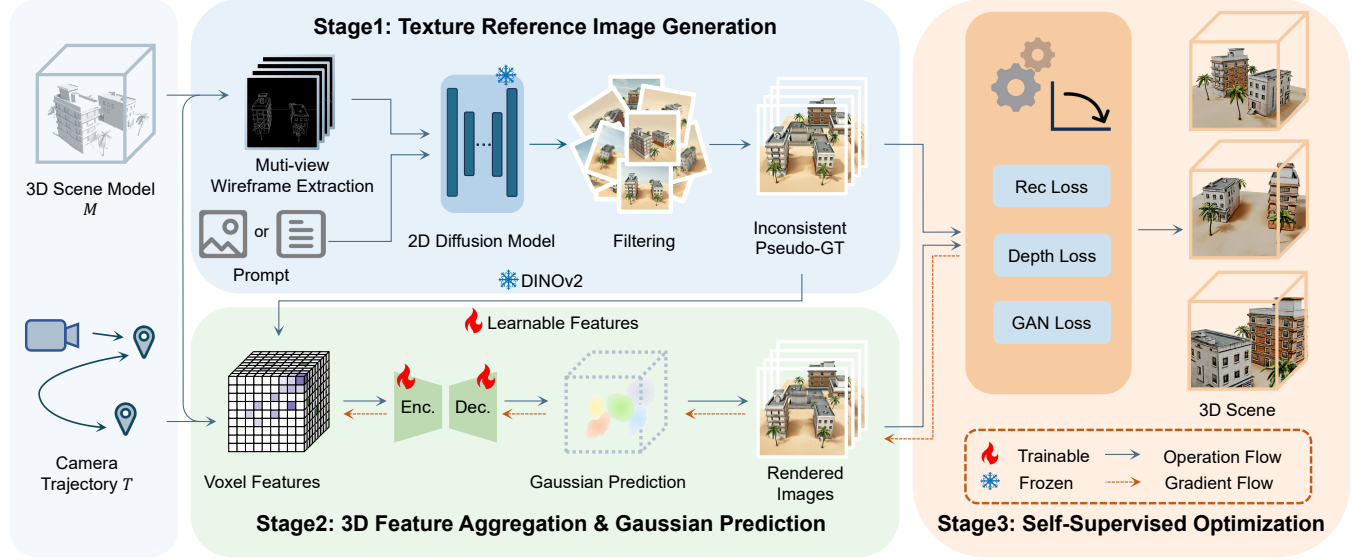 Stage1: Texture Reference Image Generation
3D Scene Model
M
Muti-view
Wireframe Extraction
or
Prompt
2D Diffusion Model
Filtering
Inconsistent
Pseudo-GT
DINOv2
Camera
Trajectory T
Learnable Features
Voxel Features
Enc.
Dec.
Gaussian Prediction
Rendered
Images
Stage2: 3D Feature Aggregation & Gaussian Prediction
Rec Loss
Depth Loss
GAN Loss
3D Scene
Trainable
Operation Flow
Frozen
Gradient Flow
Stage3: Self-Supervised Optimization